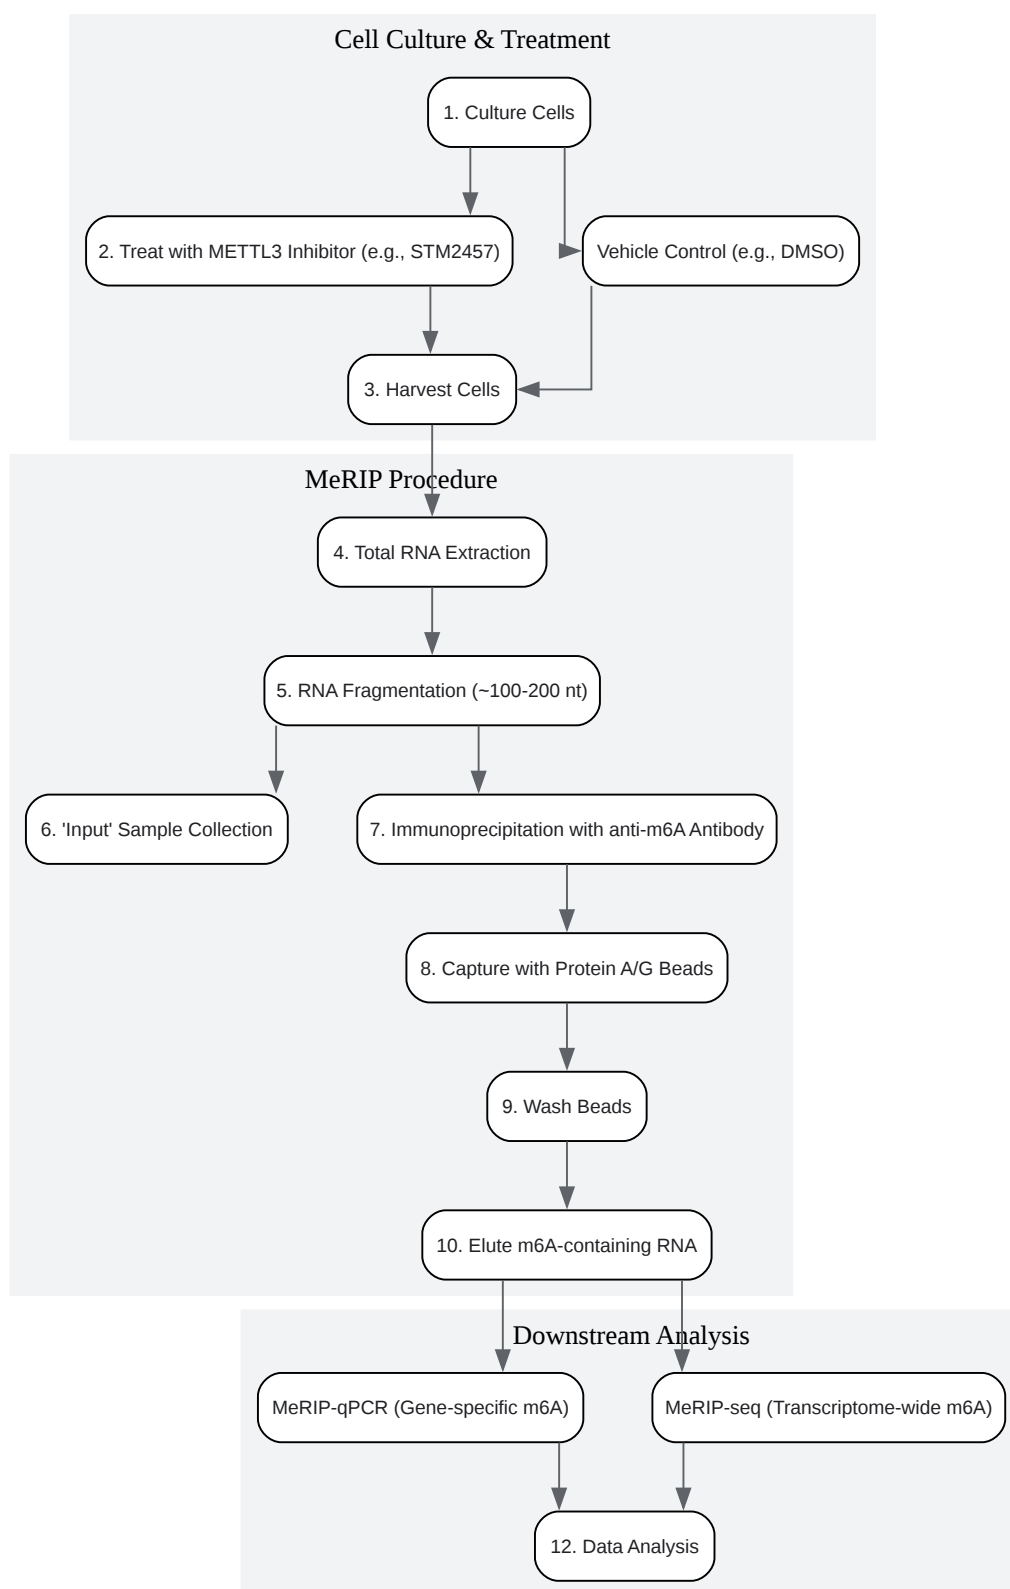 Cell Culture & Treatment
1. Culture Cells
2. Treat with METTL3 Inhibitor (e.g., STM2457)
Vehicle Control (e.g., DMSO)
3. Harvest Cells
MeRIP Procedure
4. Total RNA Extraction
5. RNA Fragmentation (~100-200 nt)
6. 'Input' Sample Collection
7. Immunoprecipitation with anti-m6A Antibody
8. Capture with Protein A/G Beads
9. Wash Beads
10. Elute m6A-containing RNA
Downstream Analysis
MeRIP-qPCR (Gene-specific m6A)
MeRIP-seq (Transcriptome-wide m6A)
12. Data Analysis